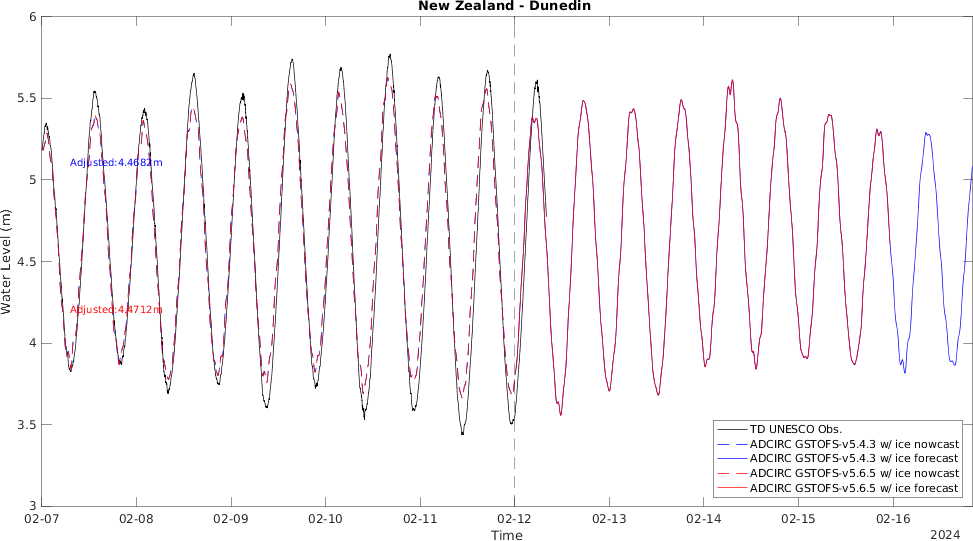 New Zealand - Dunedin
6
5.5
5
4.5
4
3.5
3
Water Level (m)
Adjusted:4.4682m
Adjusted:4.4712m
TD UNESCO Obs.
ADCIRC GSTOFS-v5.4.3 w/ ice nowcast
ADCIRC GSTOFS-v5.4.3 w/ ice forecast
ADCIRC GSTOFS-v5.6.5 w/ ice nowcast
ADCIRC GSTOFS-v5.6.5 w/ ice forecast
02-07 02-08 02-09 02-10 02-11 02-12 02-13 02-14 02-15 02-16
Time
2024